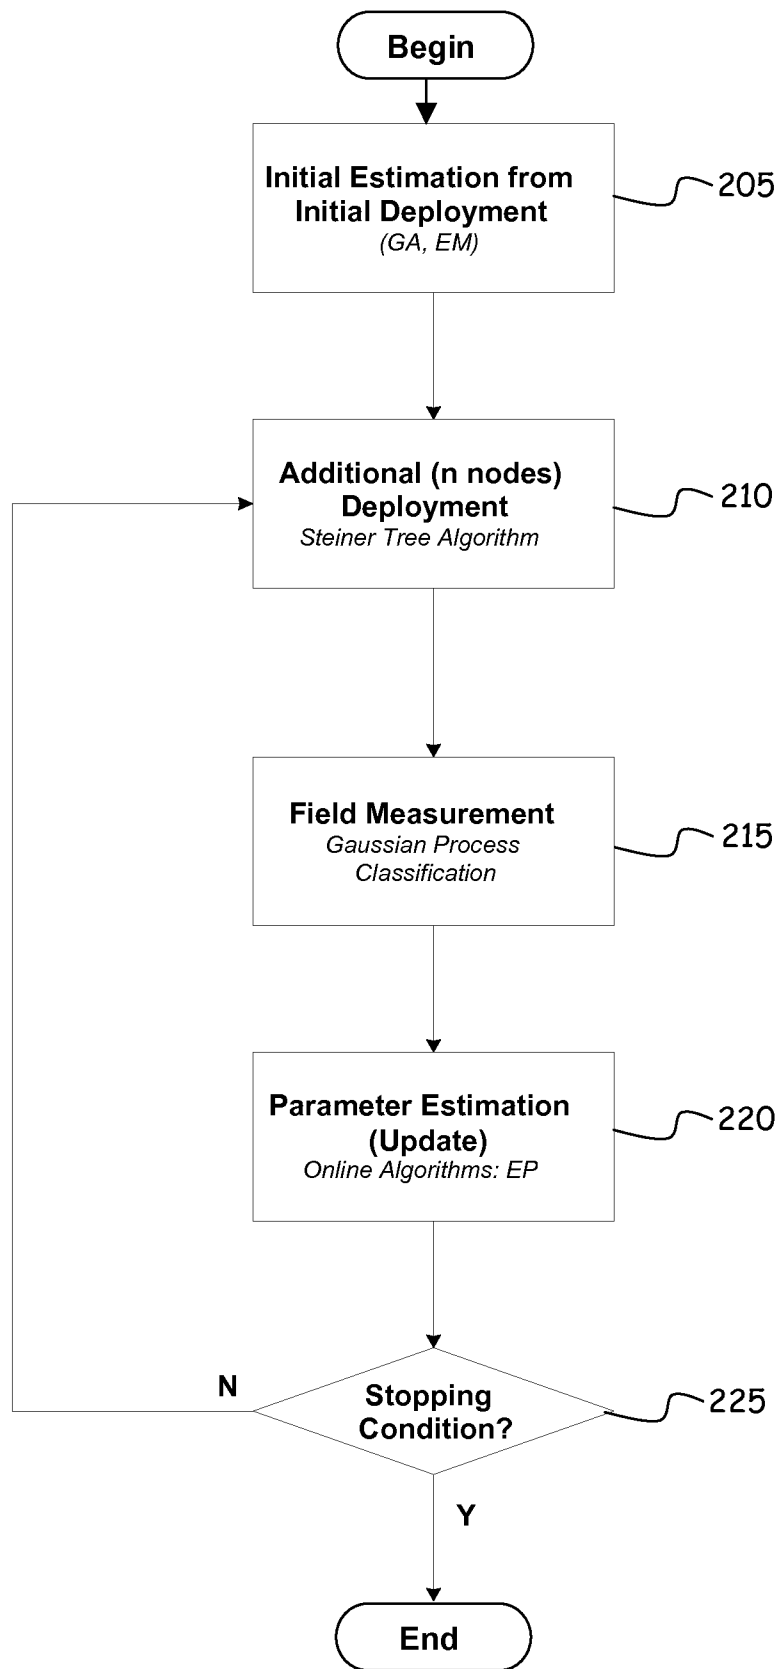 Begin
Initial Estimation from
Initial Deployment
(GA, EM)
205
Additional (n nodes)
Deployment
Steiner Tree Algorithm
210
Field Measurement
Gaussian Process
Classification
215
Parameter Estimation
(Update)
Online Algorithms: EP
220
N
Stopping
Condition?
225
Y
End